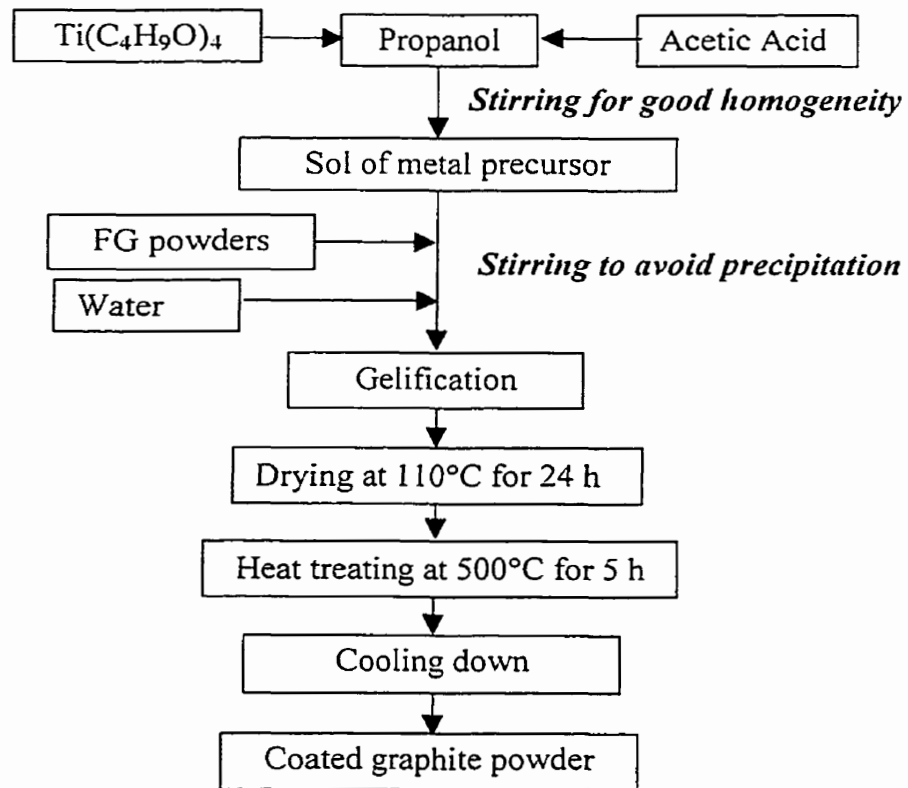 Ti(C₄H₉O)₄
Propanol
Acetic Acid
Stirring for good homogeneity
Sol of metal precursor
FG powders
Stirring to avoid precipitation
Water
Gelification
Drying at 110°C for 24 h
Heat treating at 500°C for 5 h
Cooling down
Coated graphite powder